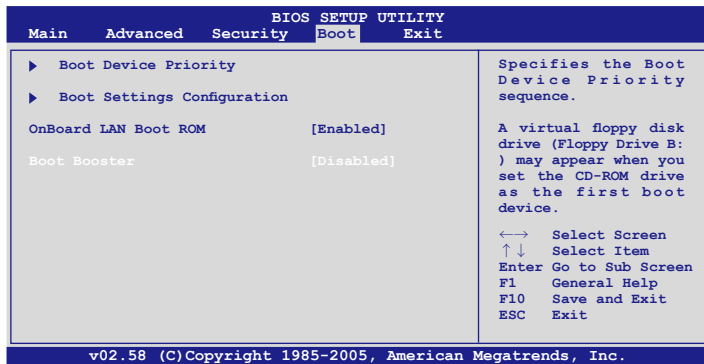 BIOS SETUP UTILITY
Main Advanced Security Boot Exit
Boot Device Priority
Boot Settings Configuration
OnBoard LAN Boot ROM [Enabled]
Boot Booster [Disabled]
Specifies the Boot
Device Priority
sequence.
A virtual floppy disk
drive (Floppy Drive B:
) may appear when you
set the CD-ROM drive
as the first boot
device.
←→ Select Screen
↑↓ Select Item
Enter Go to Sub Screen
F1 General Help
F10 Save and Exit
ESC Exit
v02.58 (C)Copyright 1985-2005, American Megatrends, Inc.